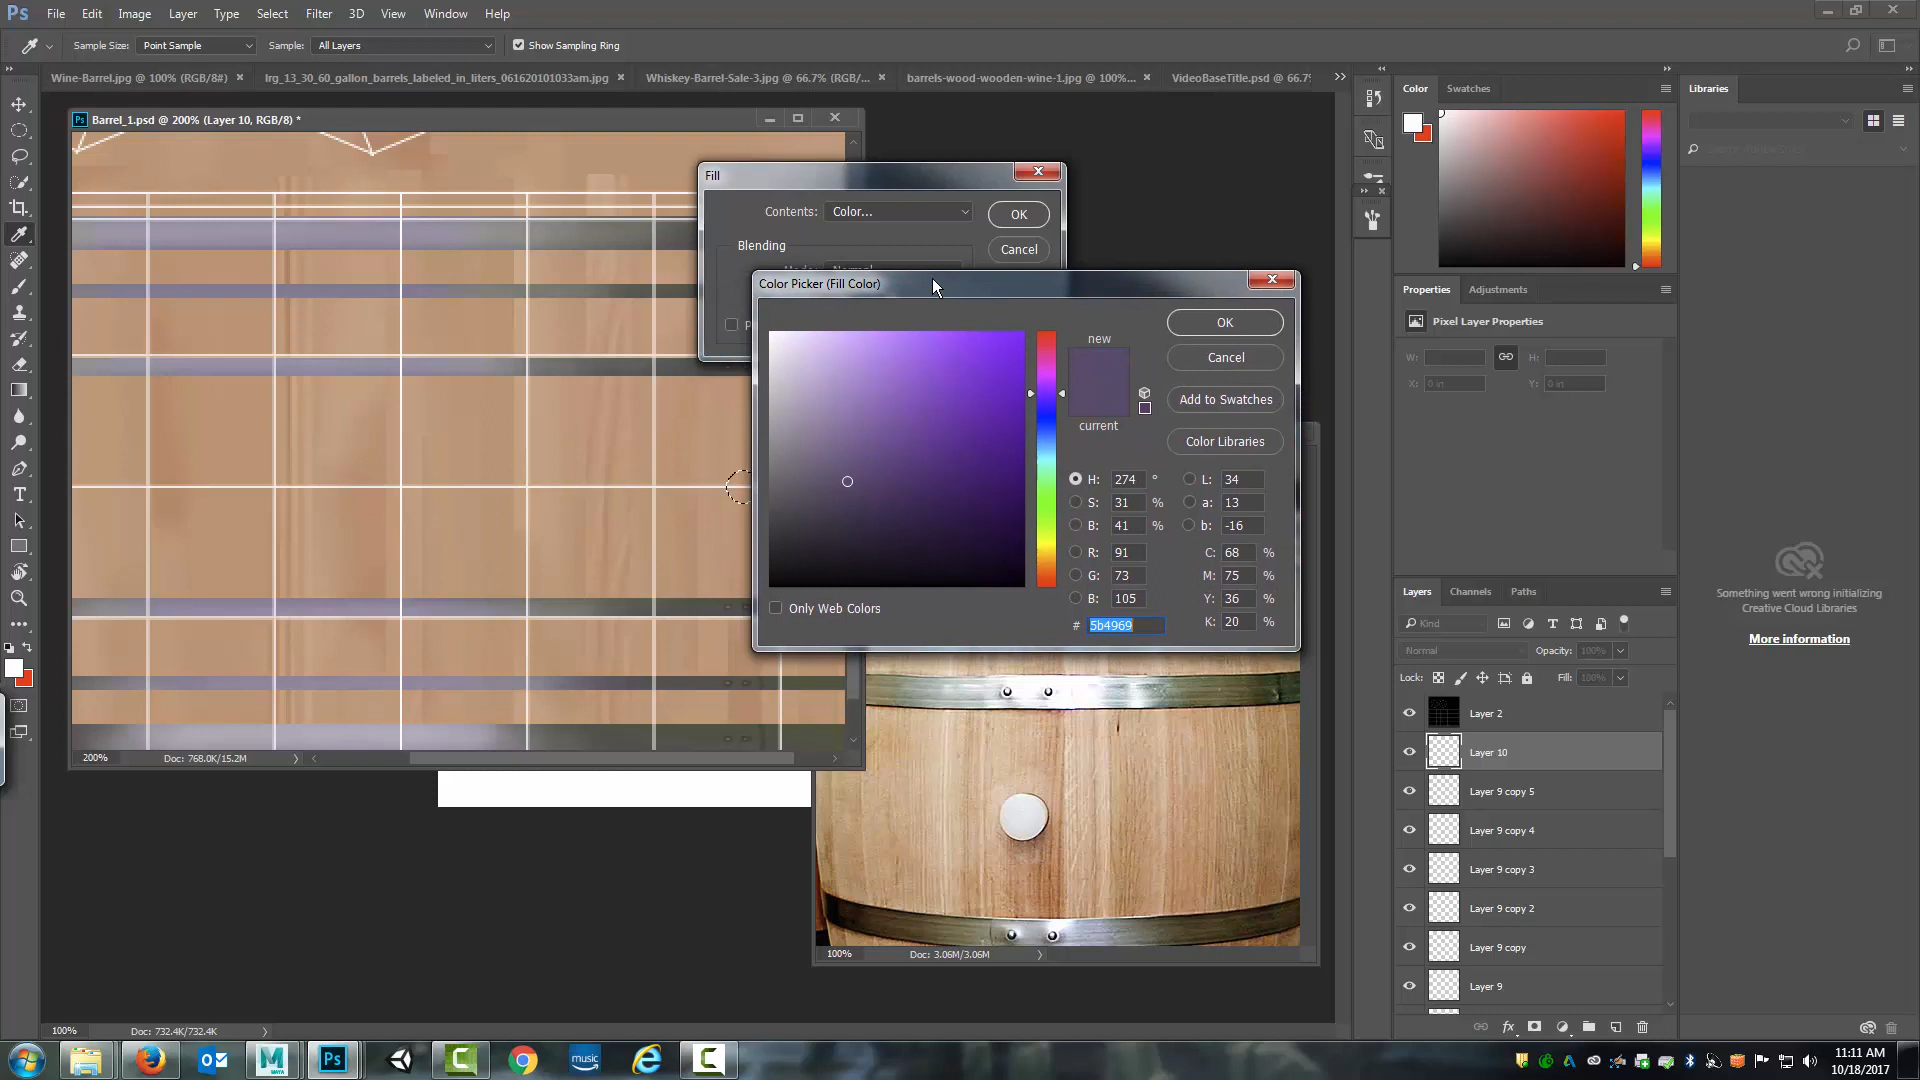 Ps File Edit Image Layer Type Select Filter 3D View Window Help
Sample Size: Point Sample Sample: All Layers Show Sampling Ring
Wine-Barrel.jpg @ 100% (RGB/8#) × lrg_13_30_60_gallon_barrels_labeled_in_liters_061620101033am.jpg × Whiskey-Barrel-Sale-3.jpg @ 66.7% (RGB/... × barrels-wood-wooden-wine-1.jpg @ 100%... × VideoBaseTitle.psd @ 66.7%
Barrel_1.psd @ 200% (Layer 10, RGB/8) *
200% Doc: 768.0K/15.2M
Fill
Contents: Color...
OK
Blending
Cancel
Color Picker (Fill Color)
new
current
OK
Cancel
Add to Swatches
Color Libraries
H: 274 °
S: 31 %
B: 41 %
R: 91
G: 73
B: 105
# 5b4969
L: 34
a: 13
b: -16
C: 68 %
M: 75 %
Y: 36 %
K: 20 %
Only Web Colors
100% Doc: 3.06M/3.06M
100% Doc: 732.4K/732.4K
Color Swatches
Properties Adjustments
Pixel Layer Properties
W: H:
X: 0 in Y: 0 in
Layers Channels Paths
Kind
Normal Opacity: 100%
Lock: Fill: 100%
Layer 2
Layer 10
Layer 9 copy 5
Layer 9 copy 4
Layer 9 copy 3
Layer 9 copy 2
Layer 9 copy
Layer 9
Libraries
Something went wrong initializing
Creative Cloud Libraries
More information
music
11:11 AM
10/18/2017